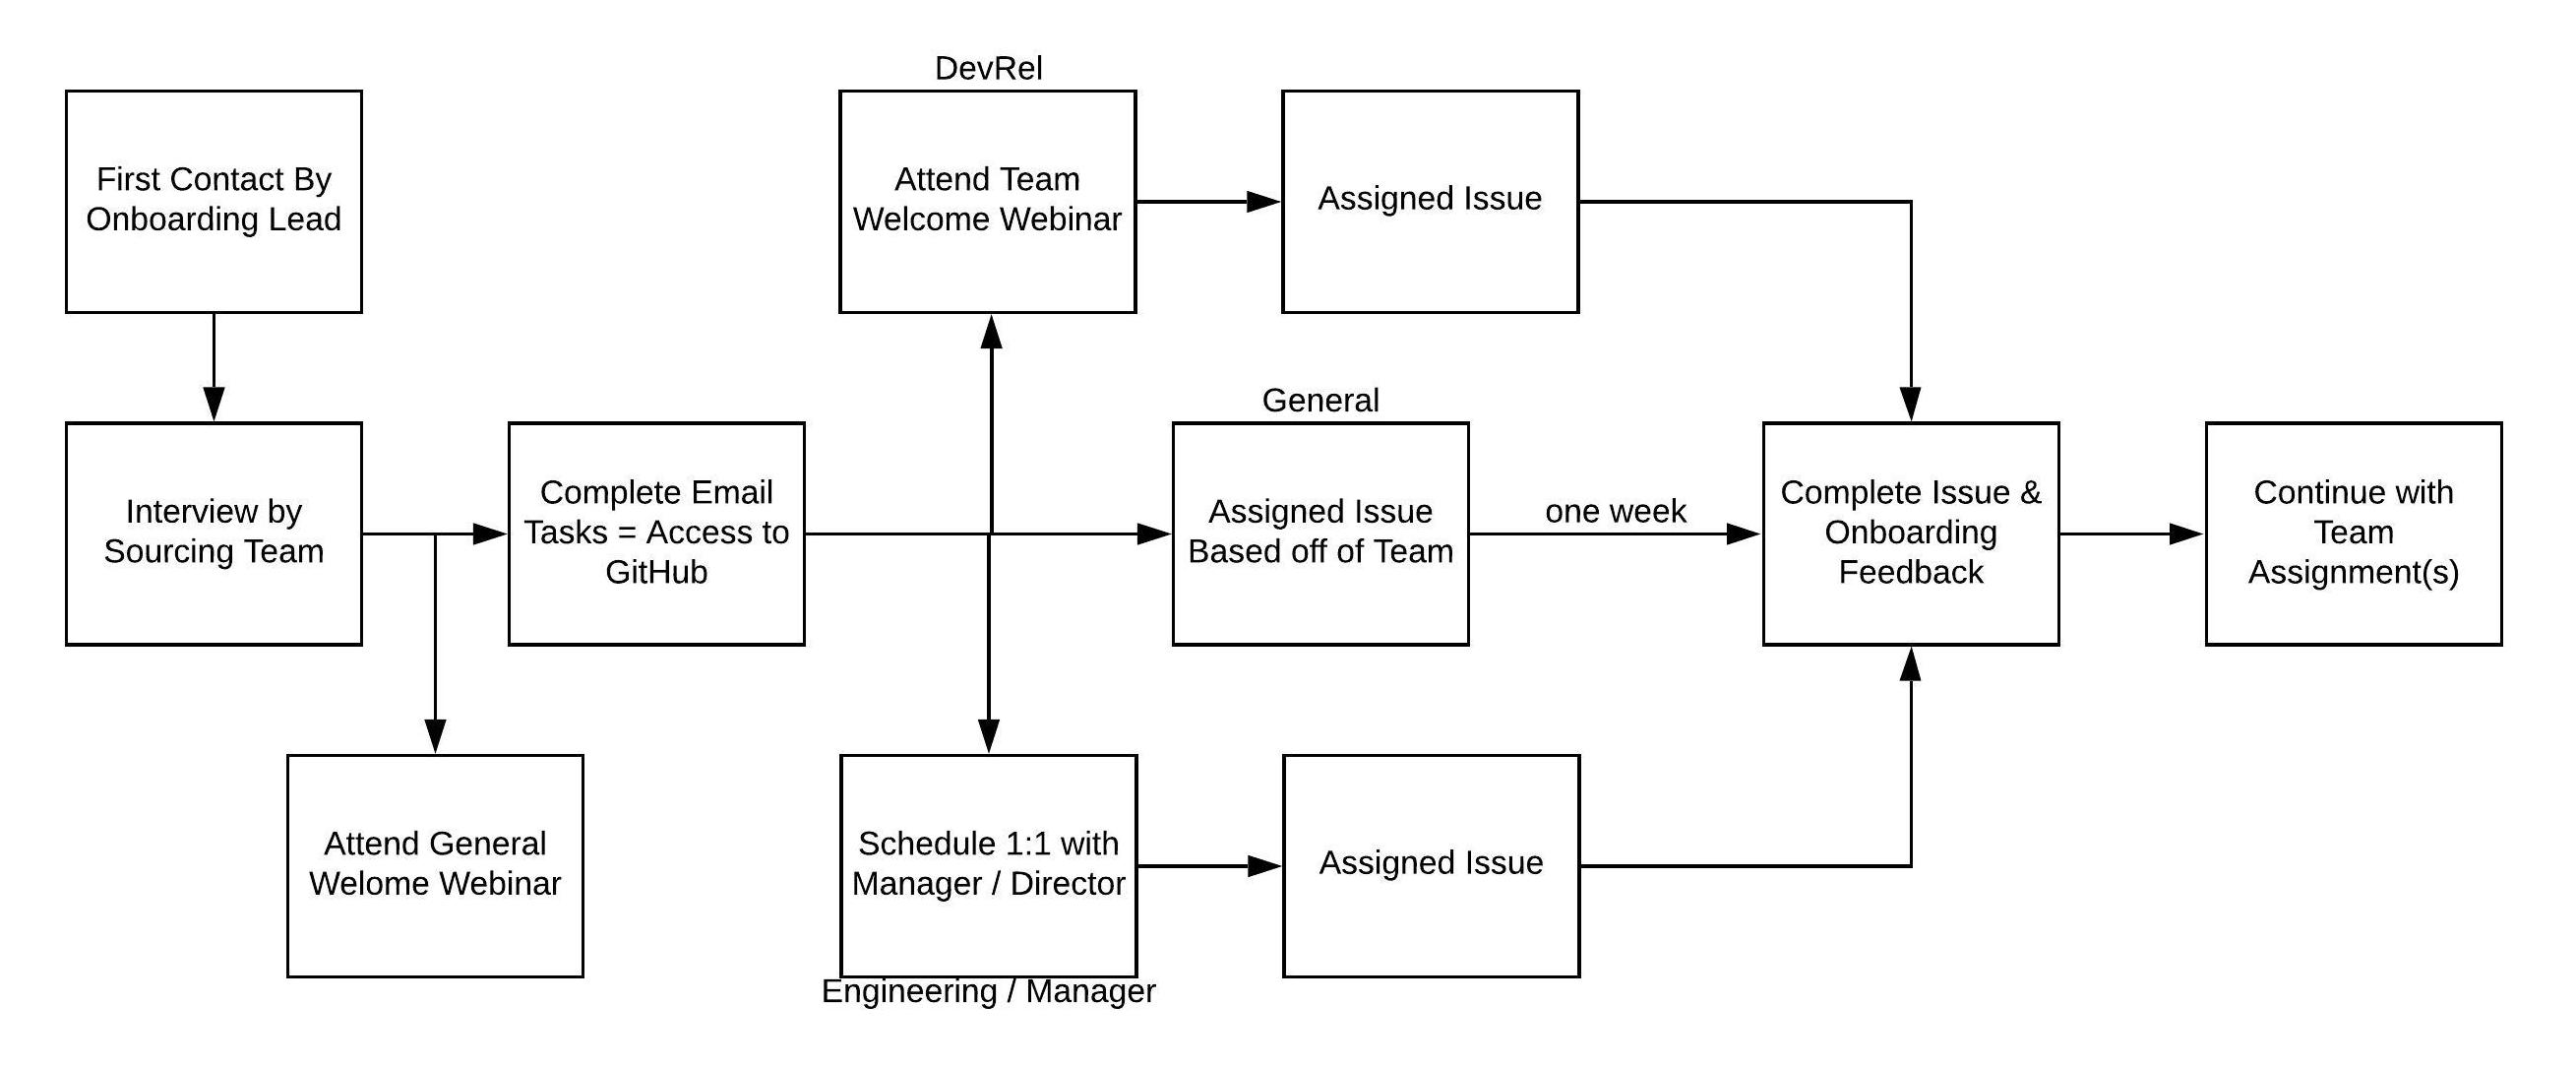 DevRel
First Contact By
Onboarding Lead
Attend Team
Welcome Webinar
Assigned Issue
General
Interview by
Sourcing Team
Complete Email
Tasks = Access to
GitHub
Assigned Issue
Based off of Team
one week
Complete Issue &
Onboarding
Feedback
Continue with
Team
Assignment(s)
Attend General
Welome Webinar
Schedule 1:1 with
Manager / Director
Assigned Issue
Engineering / Manager